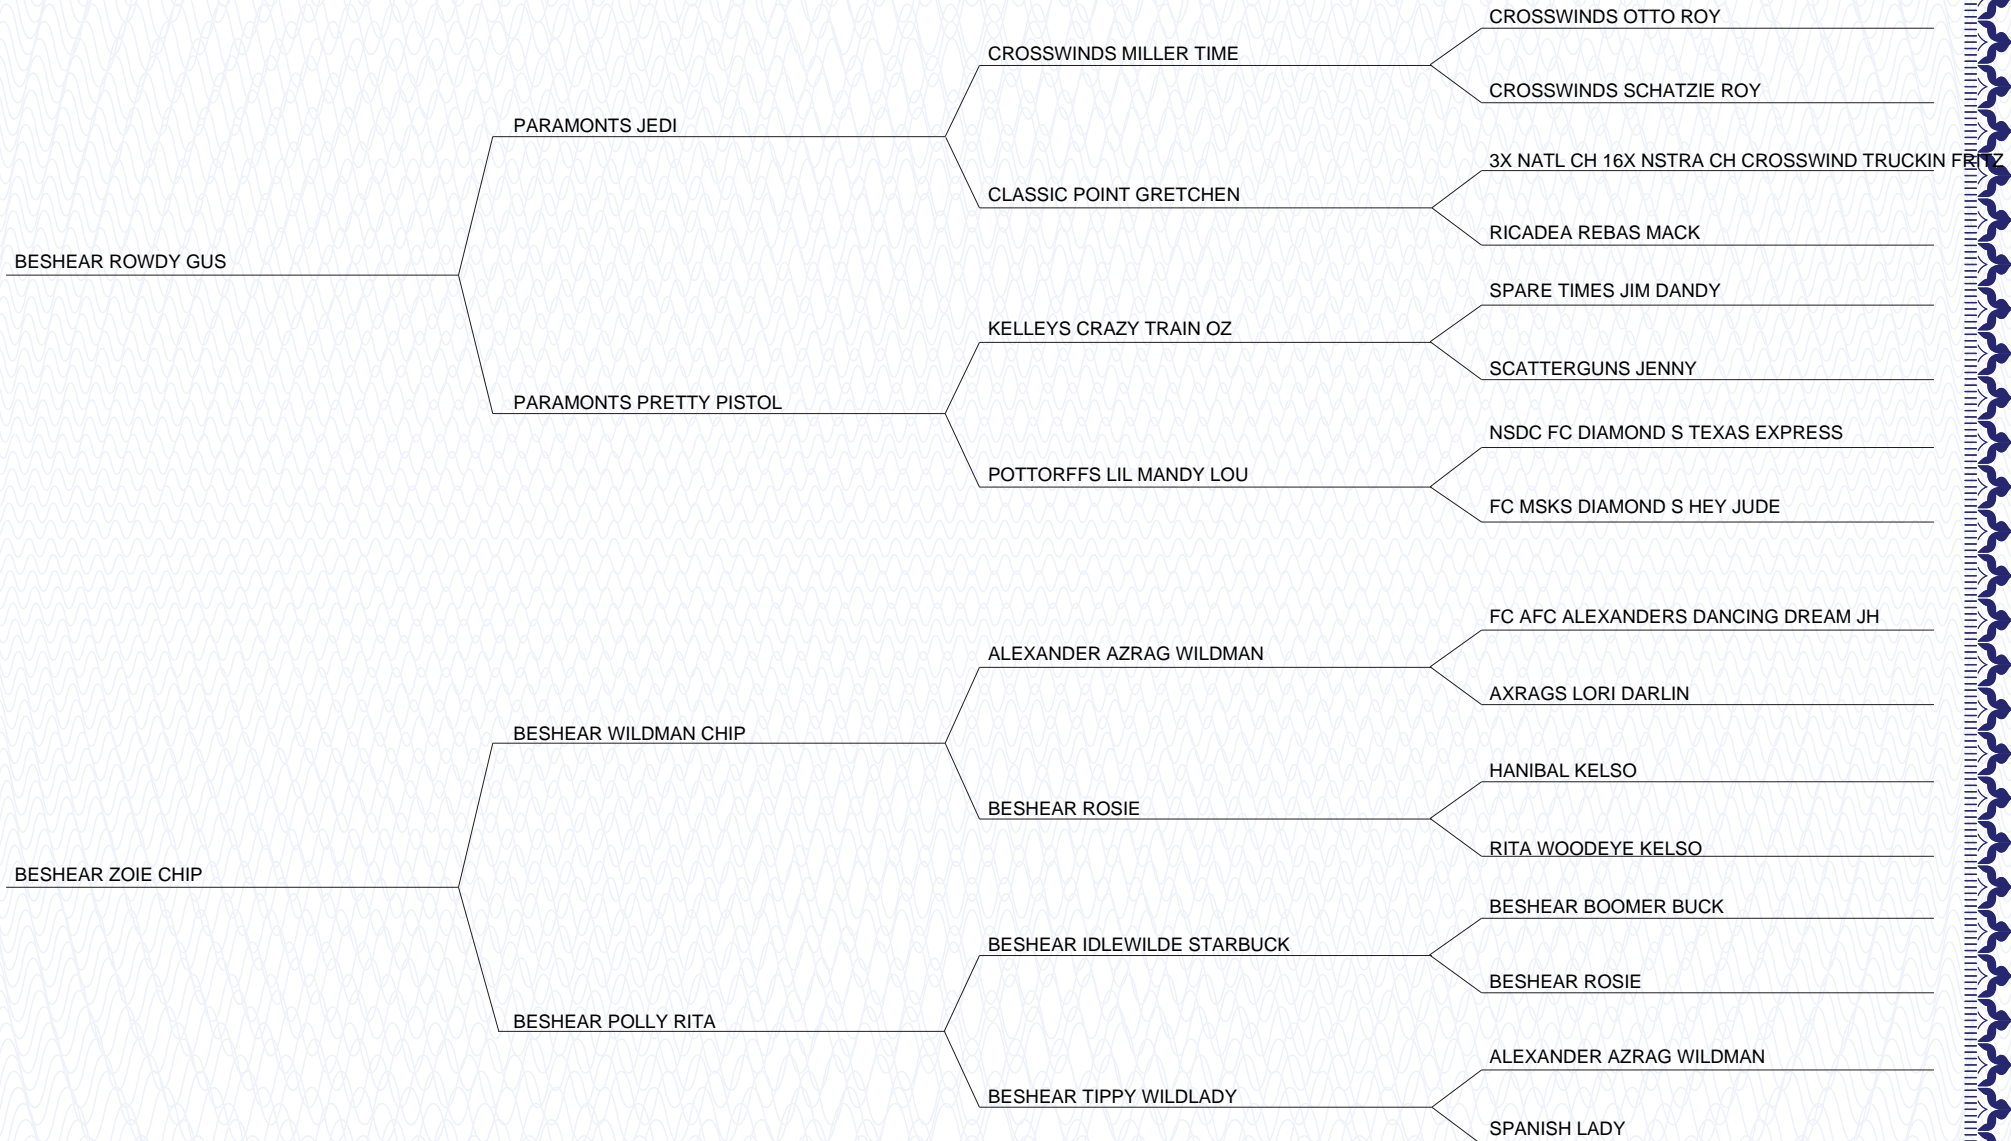 CROSSWINDS OTTO ROY
CROSSWINDS MILLER TIME
CROSSWINDS SCHATZIE ROY
PARAMONTS JEDI
3X NATL CH 16X NSTRA CH CROSSWIND TRUCKIN FRITZ
CLASSIC POINT GRETCHEN
RICADEA REBAS MACK
BESHEAR ROWDY GUS
SPARE TIMES JIM DANDY
KELLEYS CRAZY TRAIN OZ
SCATTERGUNS JENNY
PARAMONTS PRETTY PISTOL
NSDC FC DIAMOND S TEXAS EXPRESS
POTTORFFS LIL MANDY LOU
FC MSKS DIAMOND S HEY JUDE
FC AFC ALEXANDERS DANCING DREAM JH
ALEXANDER AZRAG WILDMAN
AXRAGS LORI DARLIN
BESHEAR WILDMAN CHIP
HANIBAL KELSO
BESHEAR ROSIE
RITA WOODEYE KELSO
BESHEAR ZOIE CHIP
BESHEAR BOOMER BUCK
BESHEAR IDLEWILDE STARBUCK
BESHEAR ROSIE
BESHEAR POLLY RITA
ALEXANDER AZRAG WILDMAN
BESHEAR TIPPY WILDLADY
SPANISH LADY